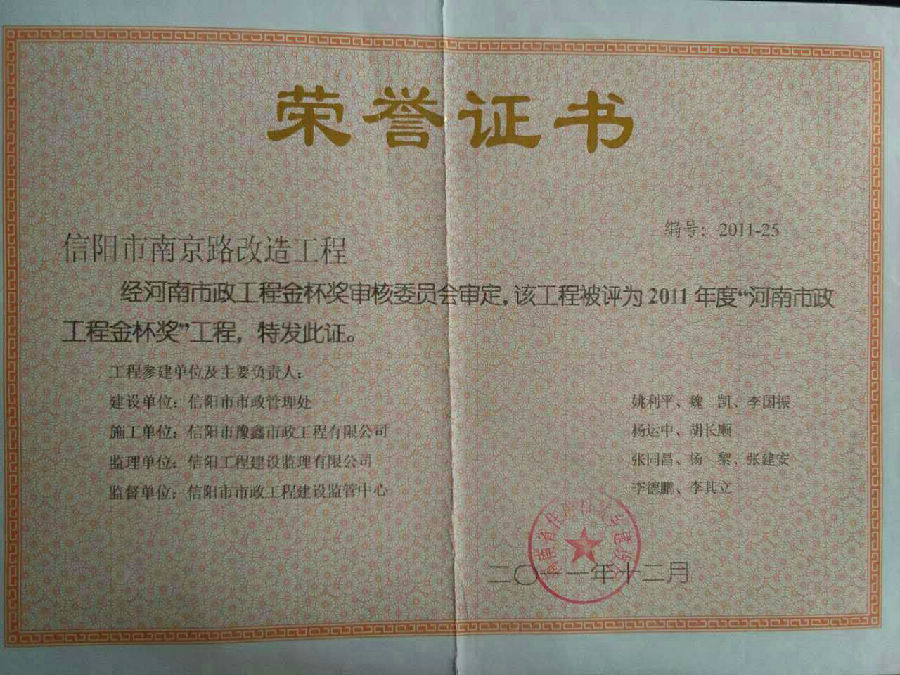 荣誉证书
编号：2011-25
信阳市南京路改造工程
经河南市政工程金杯奖审核委员会审定，该工程被评为2011年度“河南市政
工程金杯奖”工程，特发此证。
工程参建单位及主要负责人：
建设单位：信阳市市政管理处 姚利平、魏 凯、李国振
施工单位：信阳市豫鑫市政工程有限公司 杨运中、胡长顺
监理单位：信阳工程建设监理有限公司 张同昌、杨 黎、张建安
监督单位：信阳市市政工程建设监管中心 李德鹏、李其立
二〇一一年十二月